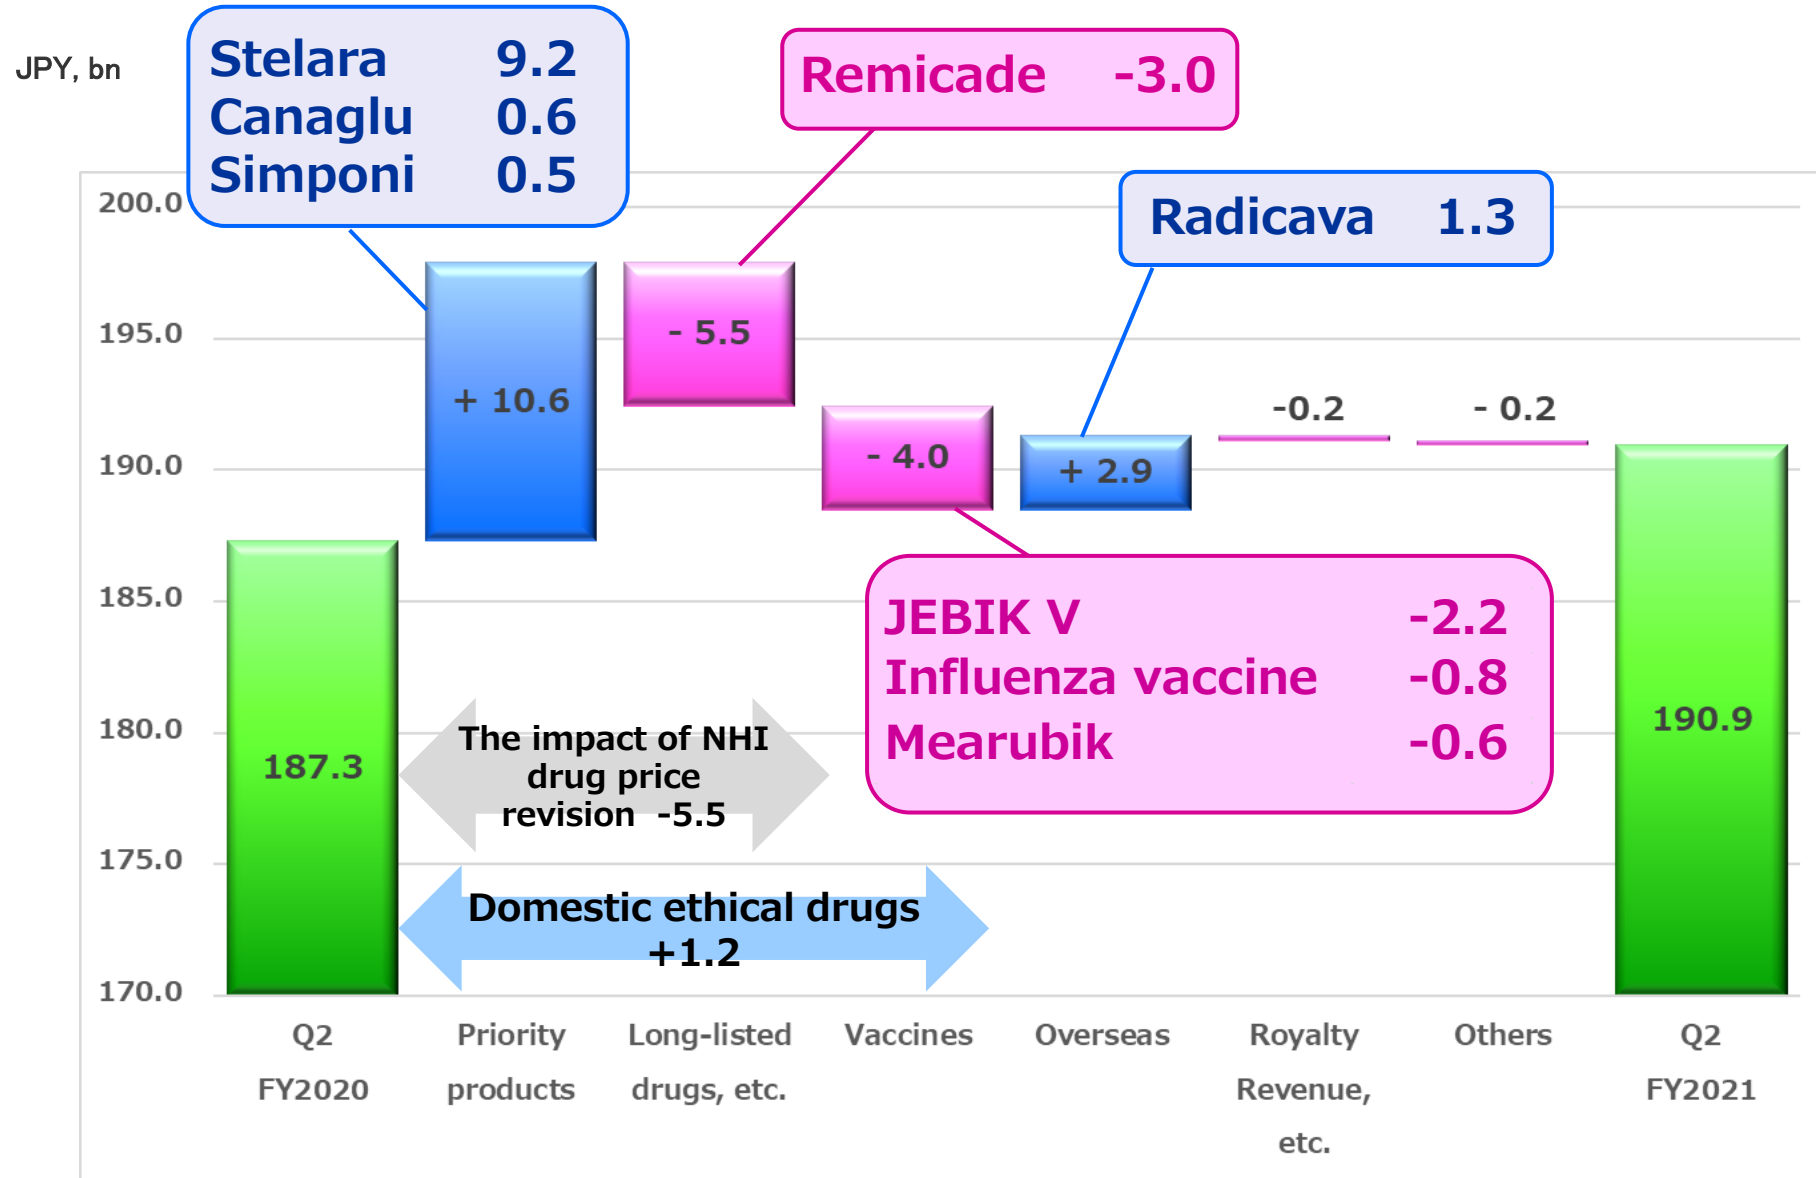 JPY, bn
Stelara 9.2
Canaglu 0.6
Simponi 0.5
Remicade -3.0
Radicava 1.3
200.0
195.0
190.0
185.0
180.0
175.0
170.0
187.3
+ 10.6
- 5.5
- 4.0
+ 2.9
-0.2
- 0.2
190.9
JEBIK V -2.2
Influenza vaccine -0.8
Mearubik -0.6
The impact of NHI
drug price
revision -5.5
Domestic ethical drugs
+1.2
Q2
FY2020
Priority
products
Long-listed
drugs, etc.
Vaccines
Overseas
Royalty
Revenue,
etc.
Others
Q2
FY2021